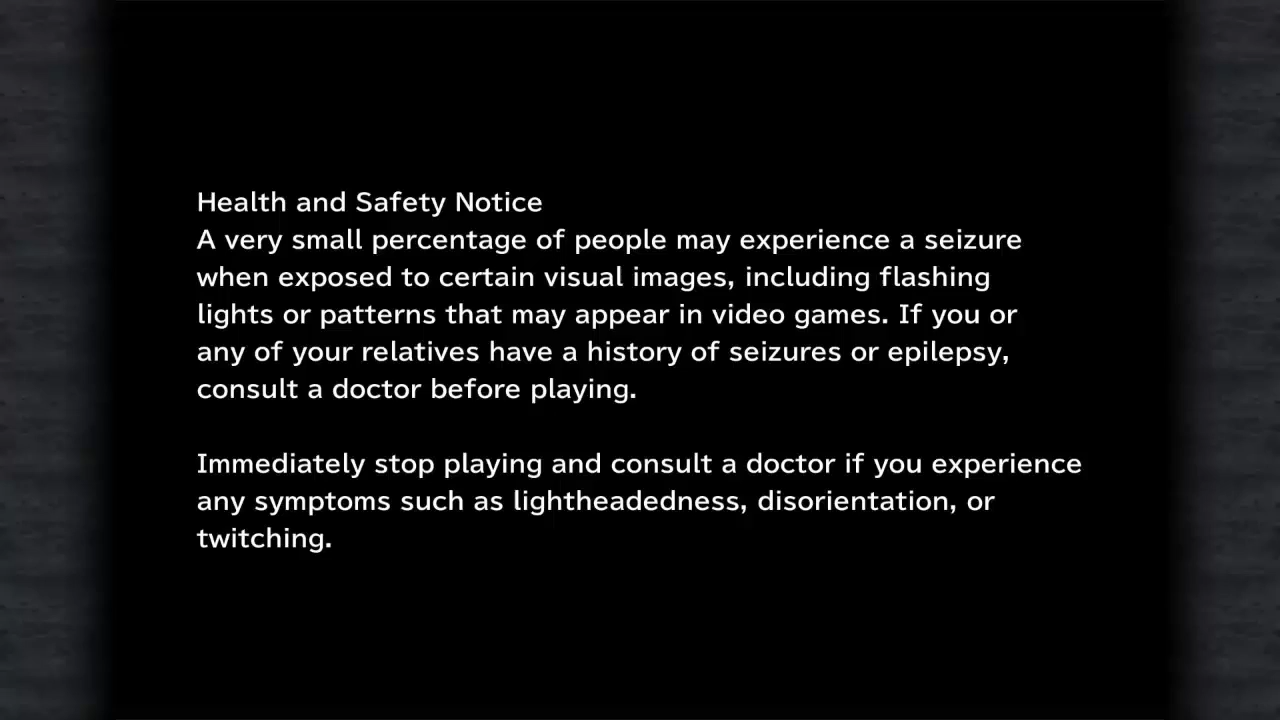 Health and Safety Notice
A very small percentage of people may experience a seizure
when exposed to certain visual images, including flashing
lights or patterns that may appear in video games. If you or
any of your relatives have a history of seizures or epilepsy,
consult a doctor before playing.
Immediately stop playing and consult a doctor if you experience
any symptoms such as lightheadedness, disorientation, or
twitching.